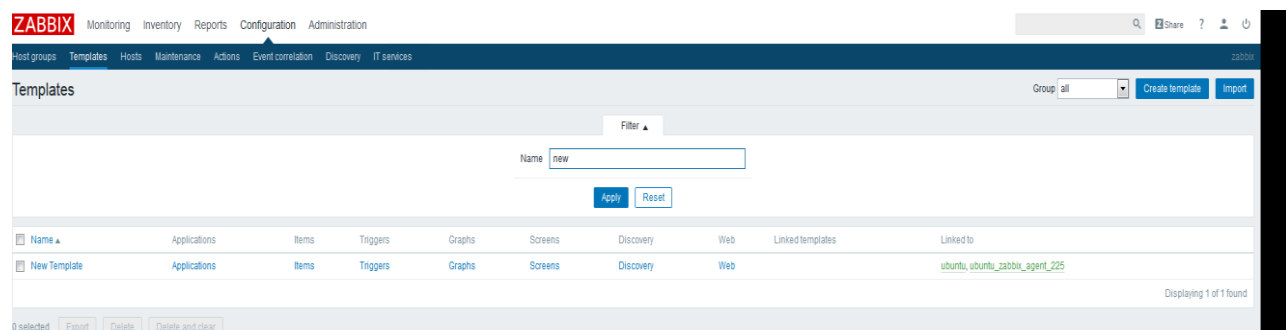 ZABBIX Monitoring Inventory Reports Configuration Administration Z Share ?
Host groups Templates Hosts Maintenance Actions Event correlation Discovery IT services zabbix
Templates Group all Create template Import
Filter ▲
Name new
Apply Reset
Name ▲ Applications Items Triggers Graphs Screens Discovery Web Linked templates Linked to
New Template Applications Items Triggers Graphs Screens Discovery Web ubuntu, ubuntu_zabbix_agent_225
Displaying 1 of 1 found
0 selected Export Delete Delete and clear